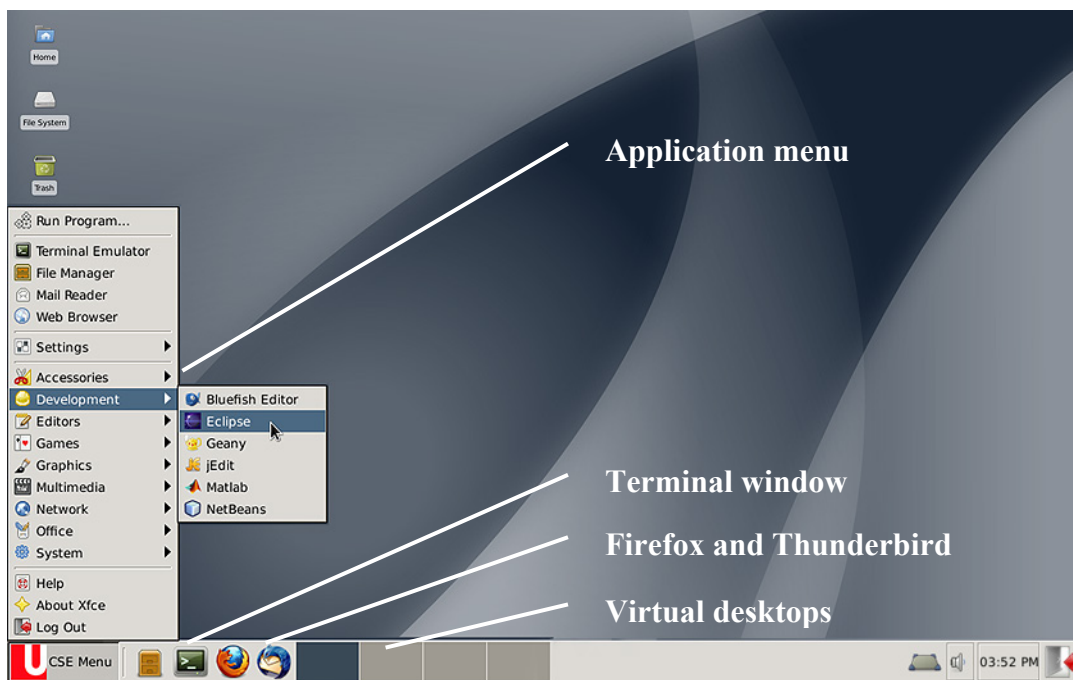 Home
File System
Trash
Application menu
Run Program...
Terminal Emulator
File Manager
Mail Reader
Web Browser
Settings
Accessories
Development
Editors
Games
Graphics
Multimedia
Network
Office
System
Help
About Xfce
Log Out
Bluefish Editor
Eclipse
Geany
jEdit
Matlab
NetBeans
Terminal window
Firefox and Thunderbird
Virtual desktops
U CSE Menu
03:52 PM